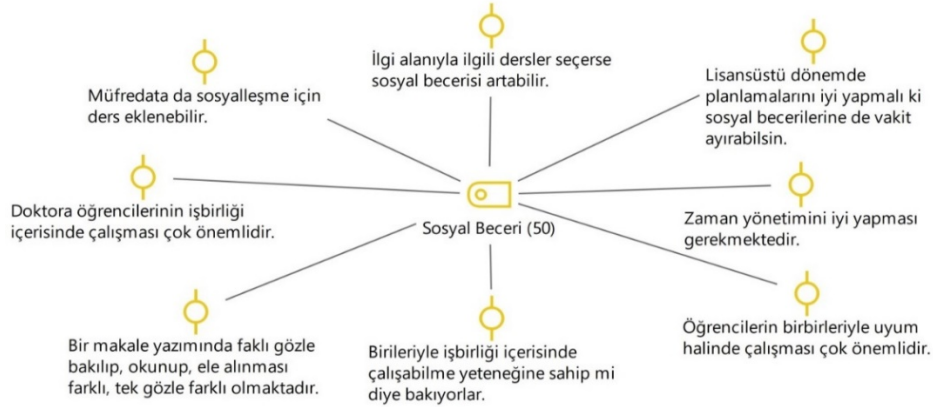 İlgi alanıyla ilgili dersler seçerse
sosyal becerisi artabilir.
Müfredata da sosyalleşme için
ders eklenebilir.
Lisansüstü dönemde
planlamalarını iyi yapmalı ki
sosyal becerilerine de vakit
ayırabilsin.
Doktora öğrencilerinin işbirliği
içerisinde çalışması çok önemlidir.
Sosyal Beceri (50)
Zaman yönetimini iyi yapması
gerekmektedir.
Bir makale yazımında faklı gözle
bakılıp, okunup, ele alınması
farklı, tek gözle farklı olmaktadır.
Birileriyle işbirliği içerisinde
çalışabilme yeteneğine sahip mi
diye bakıyorlar.
Öğrencilerin birbirleriyle uyum
halinde çalışması çok önemlidir.